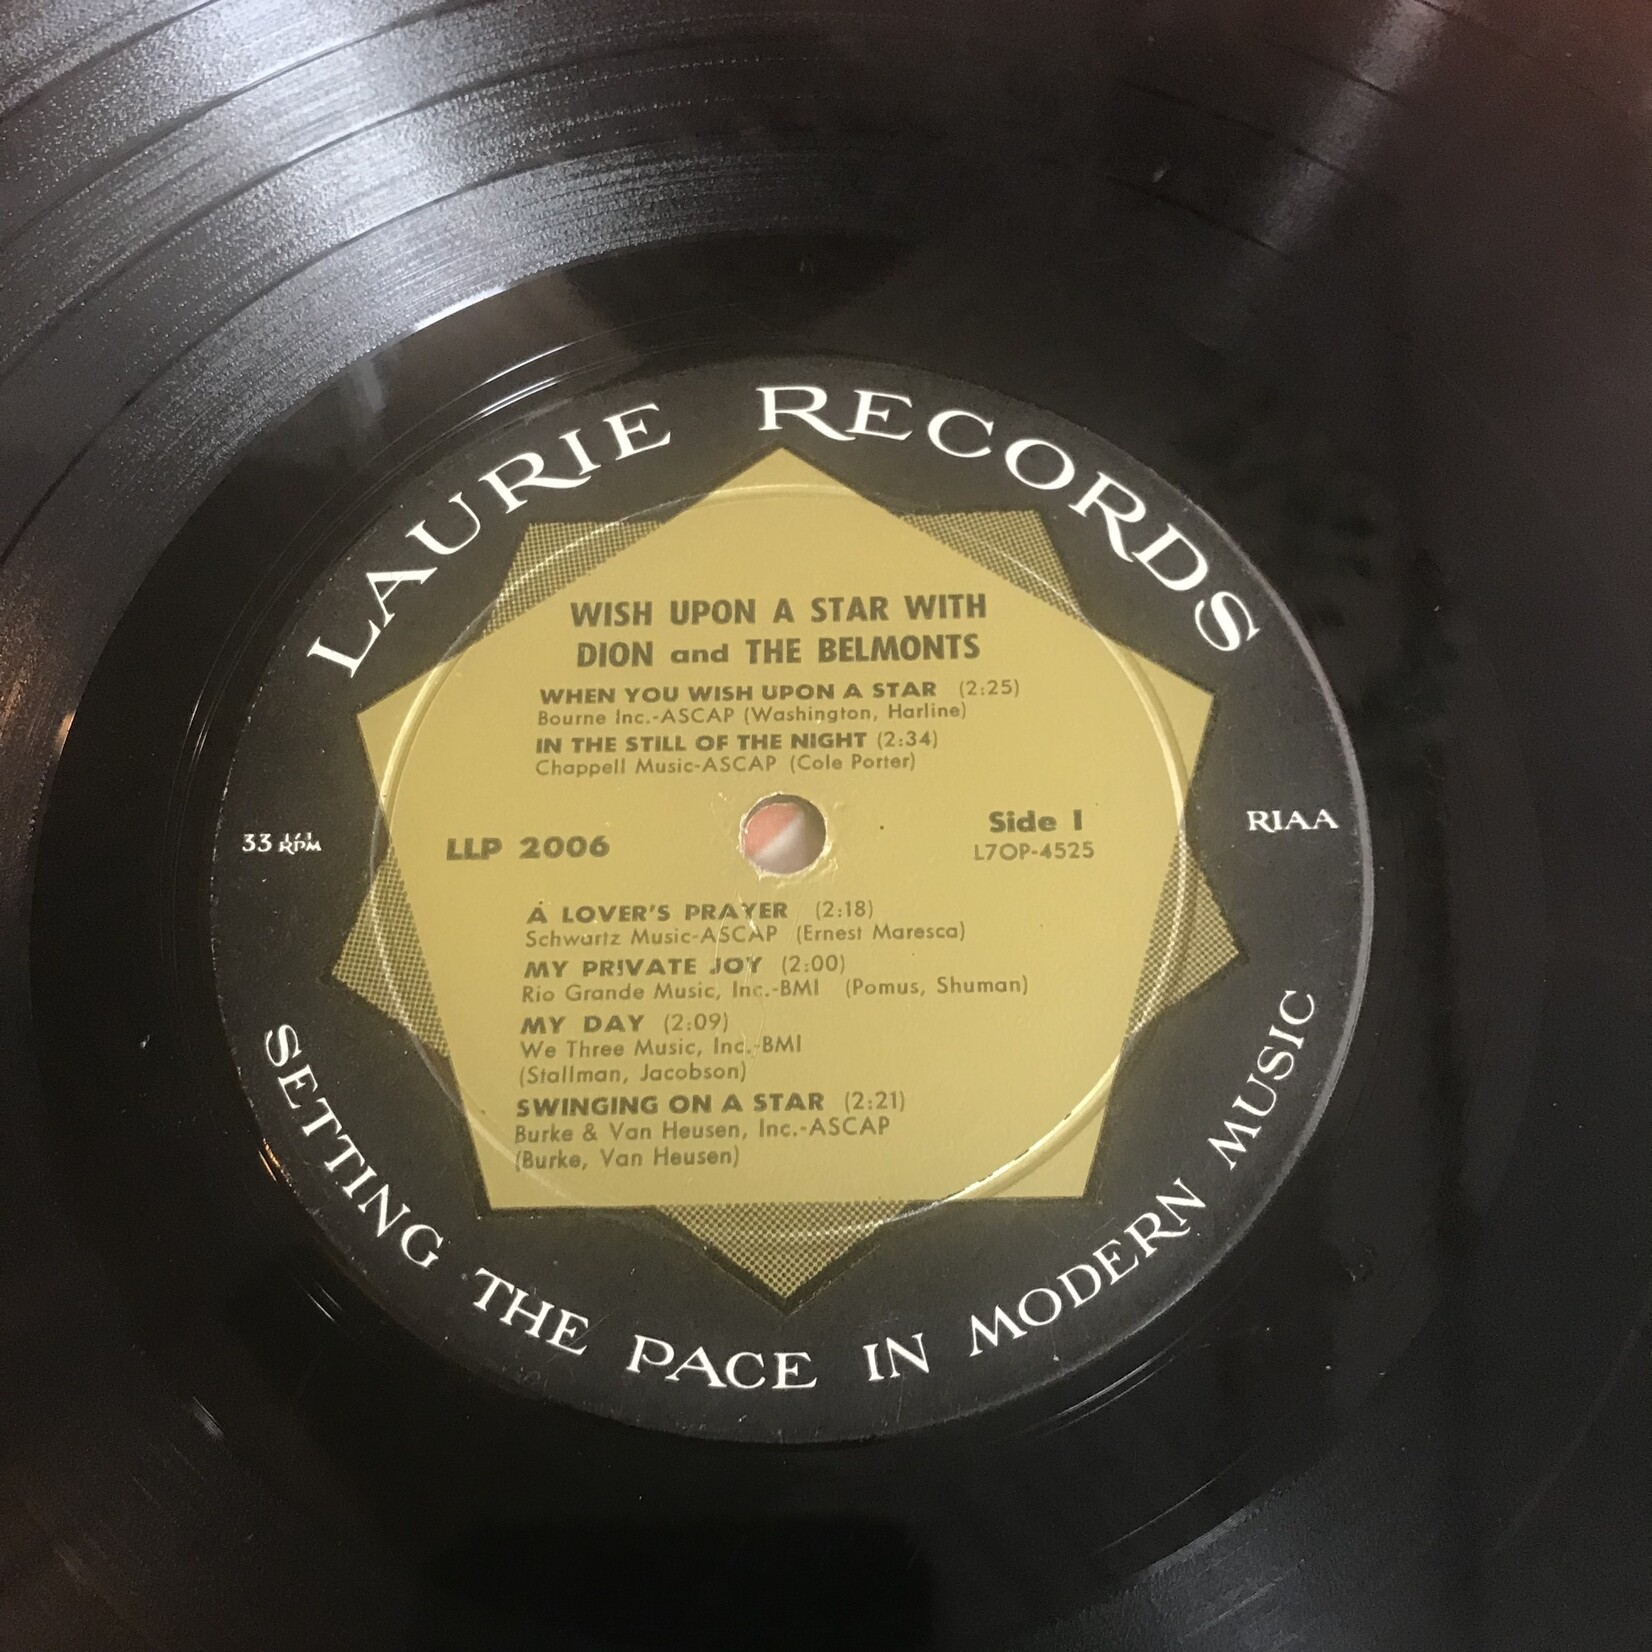 LAURIE RECORDS
WISH UPON A STAR WITH
DION and THE BELMONTS
WHEN YOU WISH UPON A STAR (2:25)
Bourne Inc.-ASCAP (Washington, Harline)
IN THE STILL OF THE NIGHT (2:34)
Chappell Music-ASCAP (Cole Porter)
33 1/3 RPM
LLP 2006
Side 1
L7OP-4525
RIAA
A LOVER'S PRAYER (2:18)
Schwartz Music-ASCAP (Ernest Maresca)
MY PRIVATE JOY (2:00)
Rio Grande Music, Inc.-BMI (Pomus, Shuman)
MY DAY (2:09)
We Three Music, Inc.-BMI
(Stallman, Jacobson)
SWINGING ON A STAR (2:21)
Burke & Van Heusen, Inc.-ASCAP
(Burke, Van Heusen)
SETTING THE PACE IN MODERN MUSIC